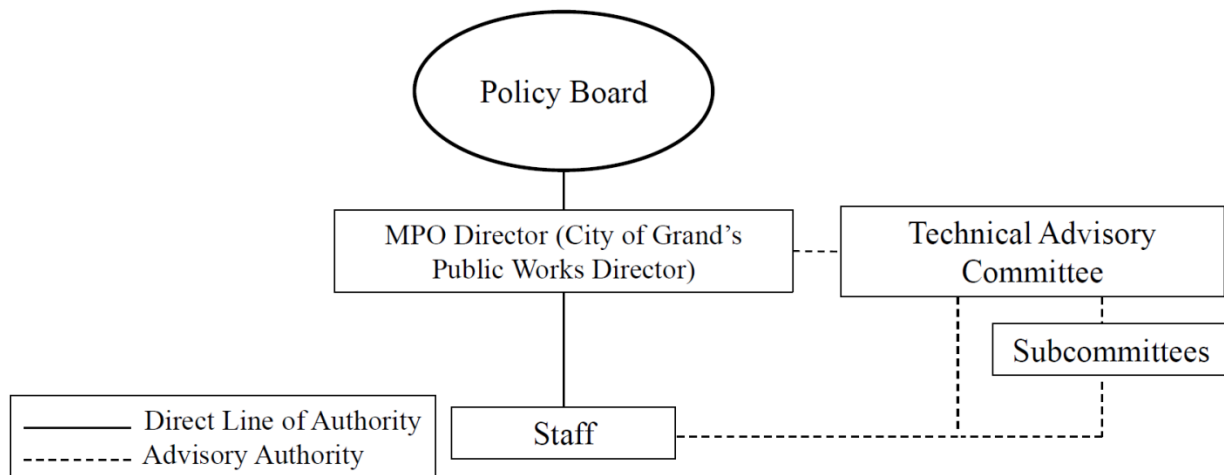 Policy Board
MPO Director (City of Grand’s
Public Works Director)
Technical Advisory
Committee
Subcommittees
Staff
Direct Line of Authority
Advisory Authority